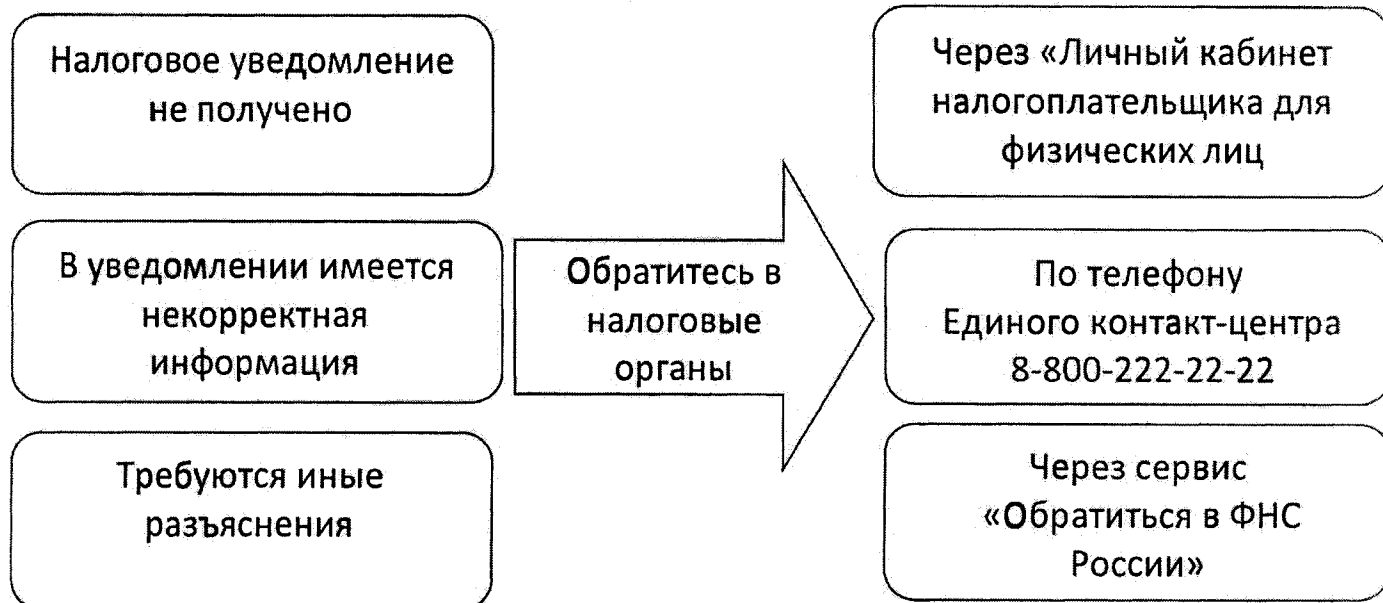 Налоговое уведомление
не получено
В уведомлении имеется
некорректная
информация
Требуются иные
разъяснения
Обратитесь в
налоговые
органы
Через «Личный кабинет
налогоплательщика для
физических лиц
По телефону
Единого контакт-центра
8-800-222-22-22
Через сервис
«Обратиться в ФНС
России»